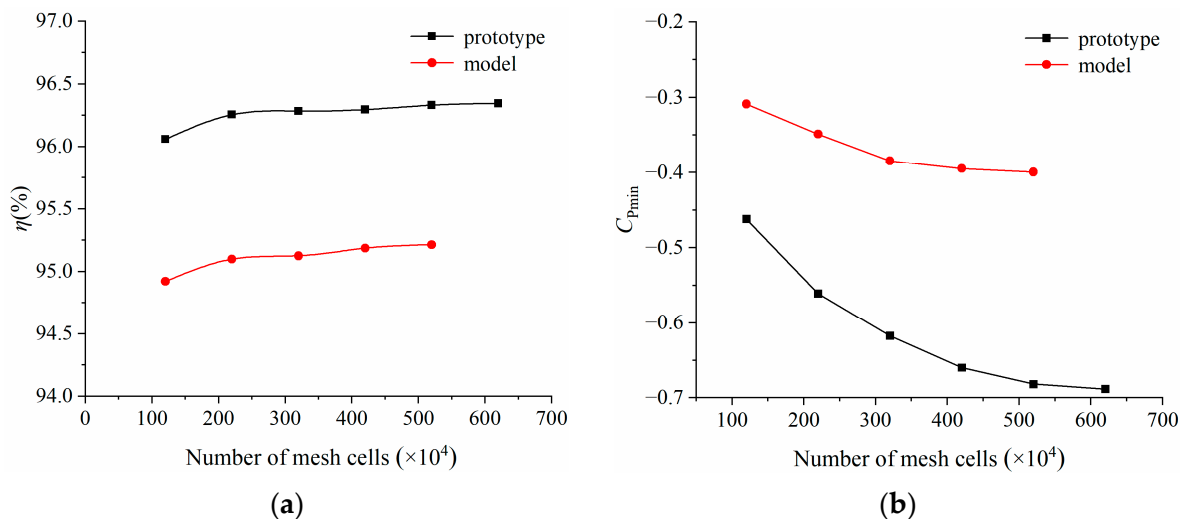 97.0
96.5
96.0
95.5
95.0
94.5
94.0
η(%)
prototype
model
0 100 200 300 400 500 600 700
Number of mesh cells (×10⁴)
(a)
−0.2
−0.3
−0.4
−0.5
−0.6
−0.7
C_Pmin
prototype
model
100 200 300 400 500 600 700
Number of mesh cells (×10⁴)
(b)